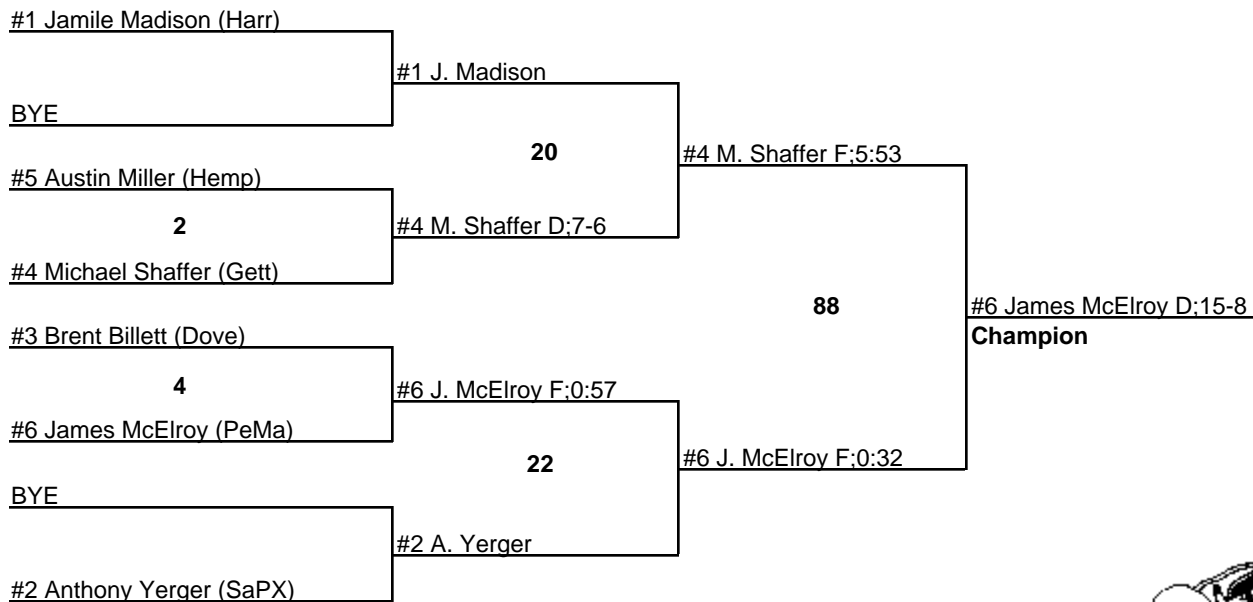 #1 Jamile Madison (Harr)
#1 J. Madison
BYE
20
#4 M. Shaffer F;5:53
#5 Austin Miller (Hemp)
2
#4 M. Shaffer D;7-6
#4 Michael Shaffer (Gett)
88
#6 James McElroy D;15-8
Champion
#3 Brent Billett (Dove)
4
#6 J. McElroy F;0:57
#6 James McElroy (PeMa)
22
#6 J. McElroy F;0:32
BYE
#2 A. Yerger
#2 Anthony Yerger (SaPX)